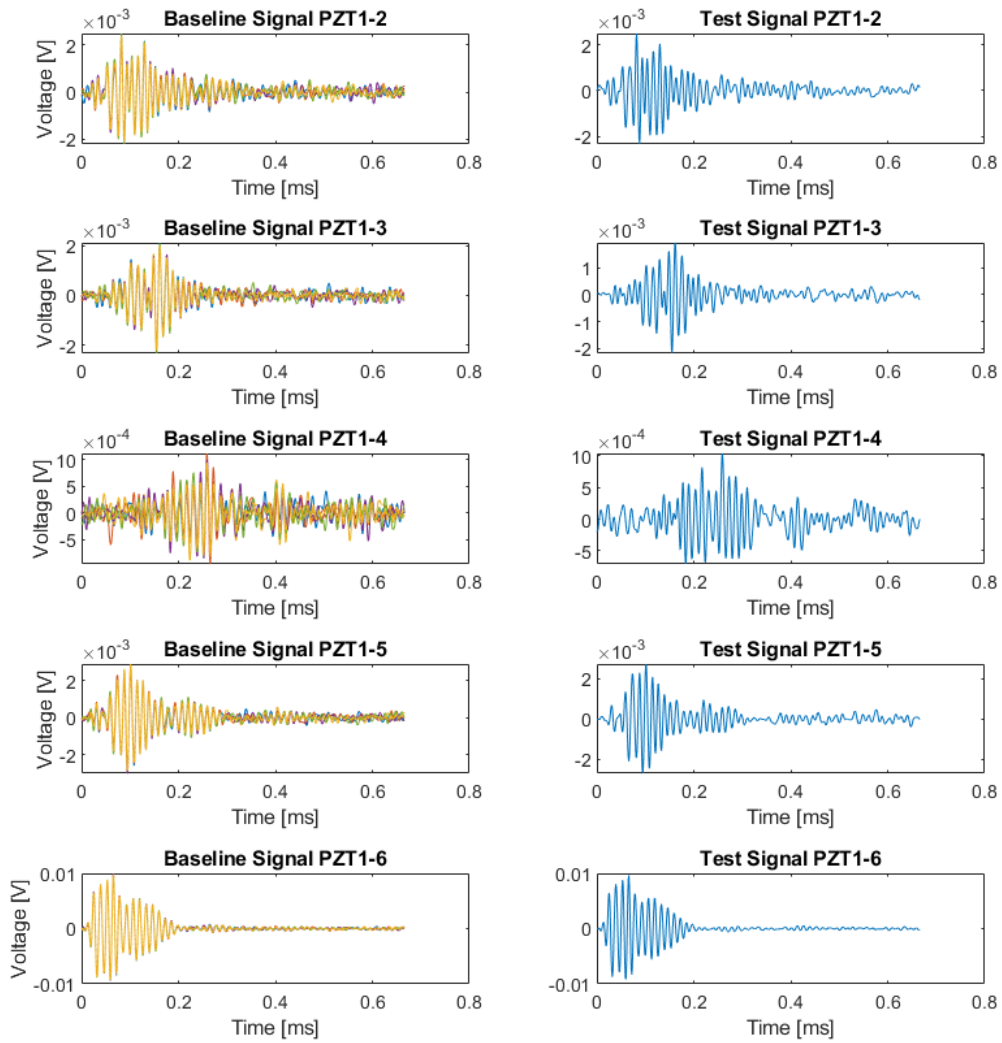 Baseline Signal PZT1-2
×10-3
Voltage [V]
2
0
-2
0 0.2 0.4 0.6 0.8
Time [ms]
Test Signal PZT1-2
×10-3
2
0
-2
0 0.2 0.4 0.6 0.8
Time [ms]
Baseline Signal PZT1-3
×10-3
Voltage [V]
2
0
-2
0 0.2 0.4 0.6 0.8
Time [ms]
Test Signal PZT1-3
×10-3
1
0
-1
-2
0 0.2 0.4 0.6 0.8
Time [ms]
Baseline Signal PZT1-4
×10-4
Voltage [V]
10
5
0
-5
0 0.2 0.4 0.6 0.8
Time [ms]
Test Signal PZT1-4
×10-4
10
5
0
-5
0 0.2 0.4 0.6 0.8
Time [ms]
Baseline Signal PZT1-5
×10-3
Voltage [V]
2
0
-2
0 0.2 0.4 0.6 0.8
Time [ms]
Test Signal PZT1-5
×10-3
2
0
-2
0 0.2 0.4 0.6 0.8
Time [ms]
Baseline Signal PZT1-6
Voltage [V]
0.01
0
-0.01
0 0.2 0.4 0.6 0.8
Time [ms]
Test Signal PZT1-6
0.01
0
-0.01
0 0.2 0.4 0.6 0.8
Time [ms]